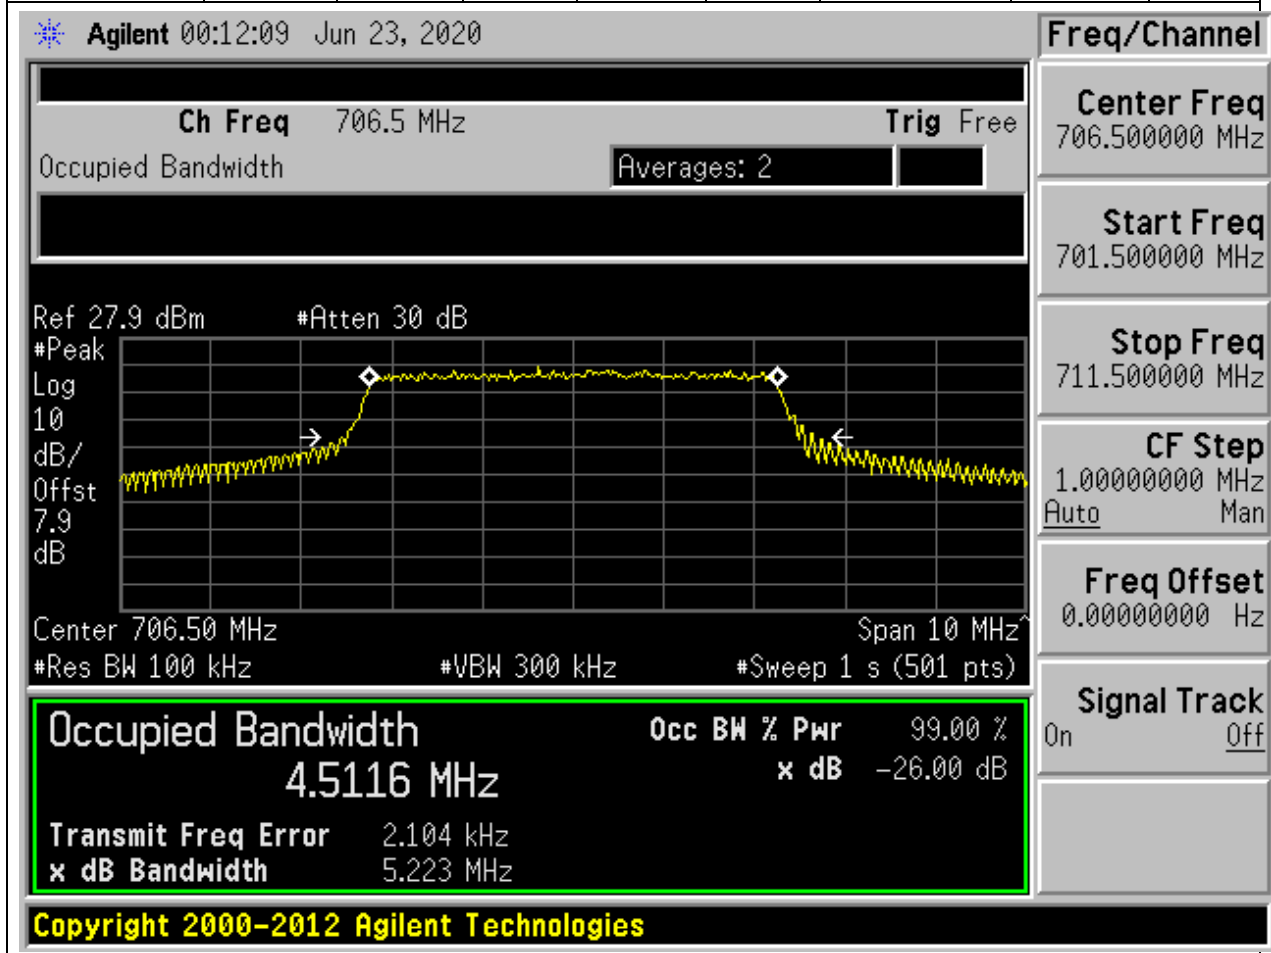 Agilent 00:12:09 Jun 23, 2020
Ch Freq 706.5 MHz Trig Free
Occupied Bandwidth Averages: 2
Ref 27.9 dBm #Atten 30 dB
#Peak
Log
10
dB/
Offst
7.9
dB
Center 706.50 MHz Span 10 MHz^
#Res BW 100 kHz #VBW 300 kHz #Sweep 1 s (501 pts)
Occupied Bandwidth Occ BW % Pwr 99.00 %
4.5116 MHz x dB -26.00 dB
Transmit Freq Error 2.104 kHz
x dB Bandwidth 5.223 MHz
Copyright 2000-2012 Agilent Technologies
Freq/Channel
Center Freq
706.500000 MHz
Start Freq
701.500000 MHz
Stop Freq
711.500000 MHz
CF Step
1.00000000 MHz
Auto Man
Freq Offset
0.00000000 Hz
Signal Track
On Off